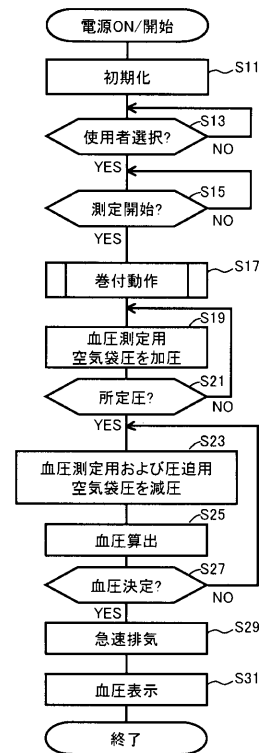 電源ON/開始
S11
初期化
S13
使用者選択?
YES
NO
S15
測定開始?
YES
NO
S17
巻付動作
S19
血圧測定用
空気袋圧を加圧
S21
所定圧?
YES
NO
S23
血圧測定用および圧迫用
空気袋圧を減圧
S25
血圧算出
S27
血圧決定?
YES
NO
S29
急速排気
S31
血圧表示
終了